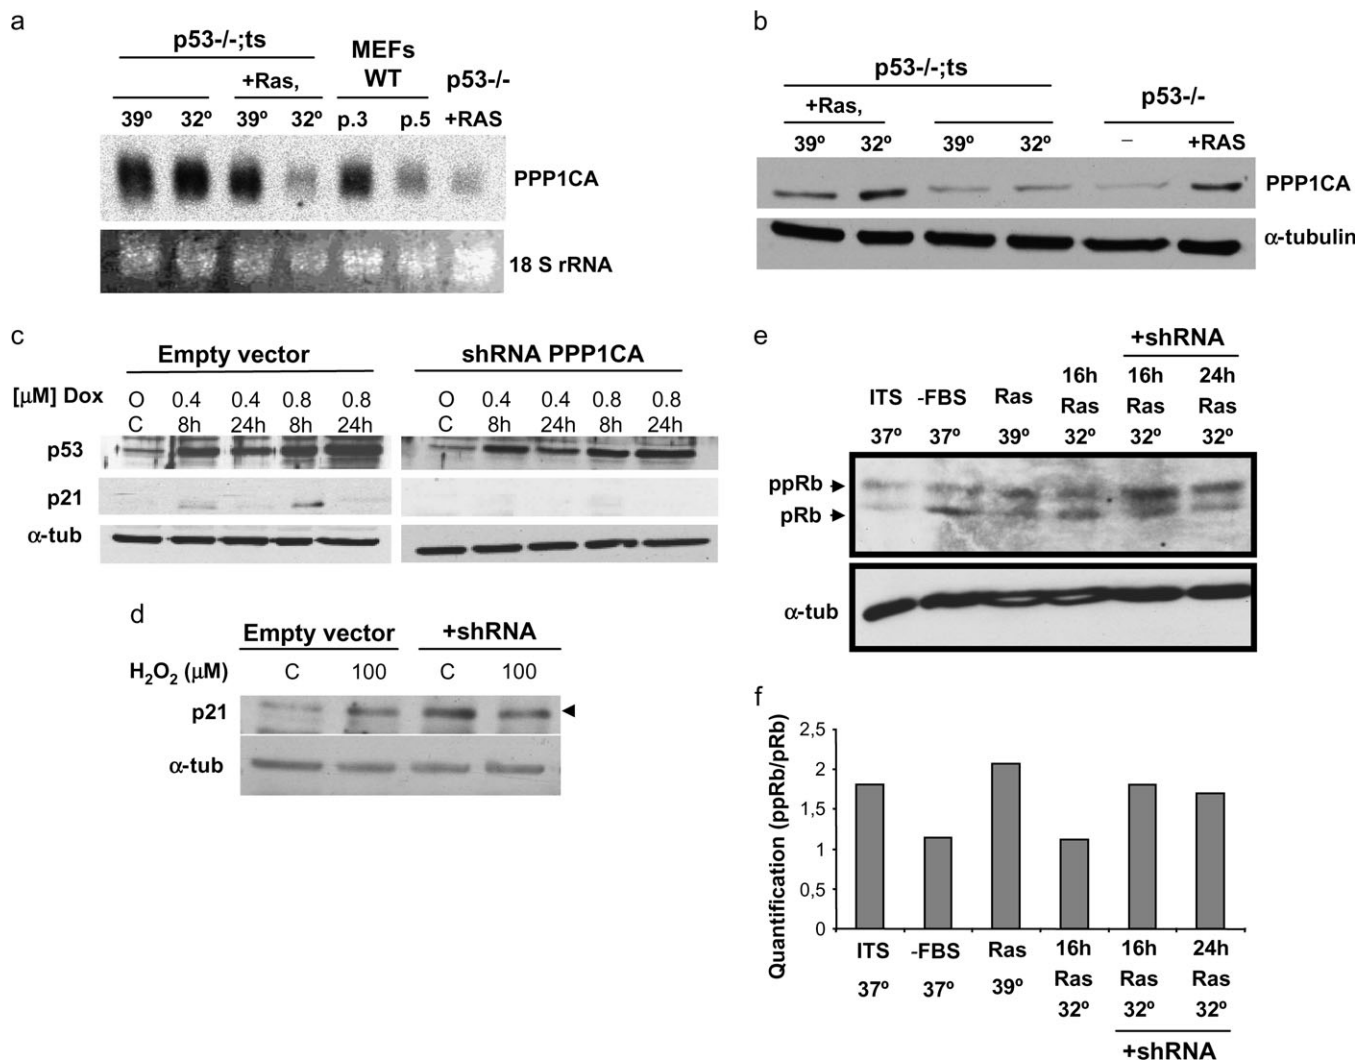 a
p53-/-;ts
+Ras,
MEFs
WT
p53-/-
39º 32º 39º 32º p.3 p.5 +RAS
PPP1CA
18 S rRNA
b
p53-/-;ts
p53-/-
+Ras,
39º 32º 39º 32º – +RAS
PPP1CA
α-tubulin
c
Empty vector shRNA PPP1CA
[µM] Dox O 0.4 0.4 0.8 0.8 O 0.4 0.4 0.8 0.8
C 8h 24h 8h 24h C 8h 24h 8h 24h
p53
p21
α-tub
d
Empty vector +shRNA
H2O2 (µM) C 100 C 100
p21
α-tub
e
+shRNA
16h 16h 24h
ITS -FBS Ras Ras Ras Ras
37º 37º 39º 32º 32º 32º
ppRb
pRb
α-tub
f
Quantification (ppRb/pRb)
2,5
2
1,5
1
0,5
0
ITS -FBS Ras 16h 16h 24h
37º 37º 39º Ras Ras Ras
32º 32º 32º
+shRNA